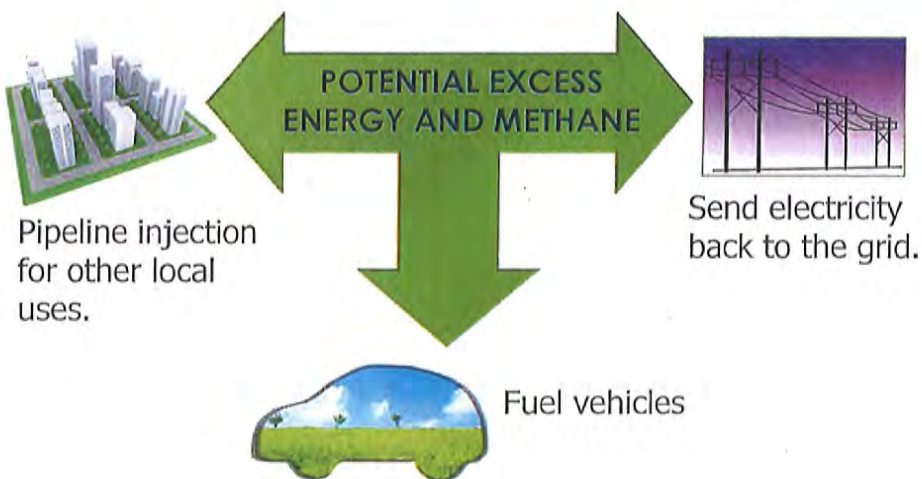 POTENTIAL EXCESS
ENERGY AND METHANE
Pipeline injection
for other local
uses.
Send electricity
back to the grid.
Fuel vehicles